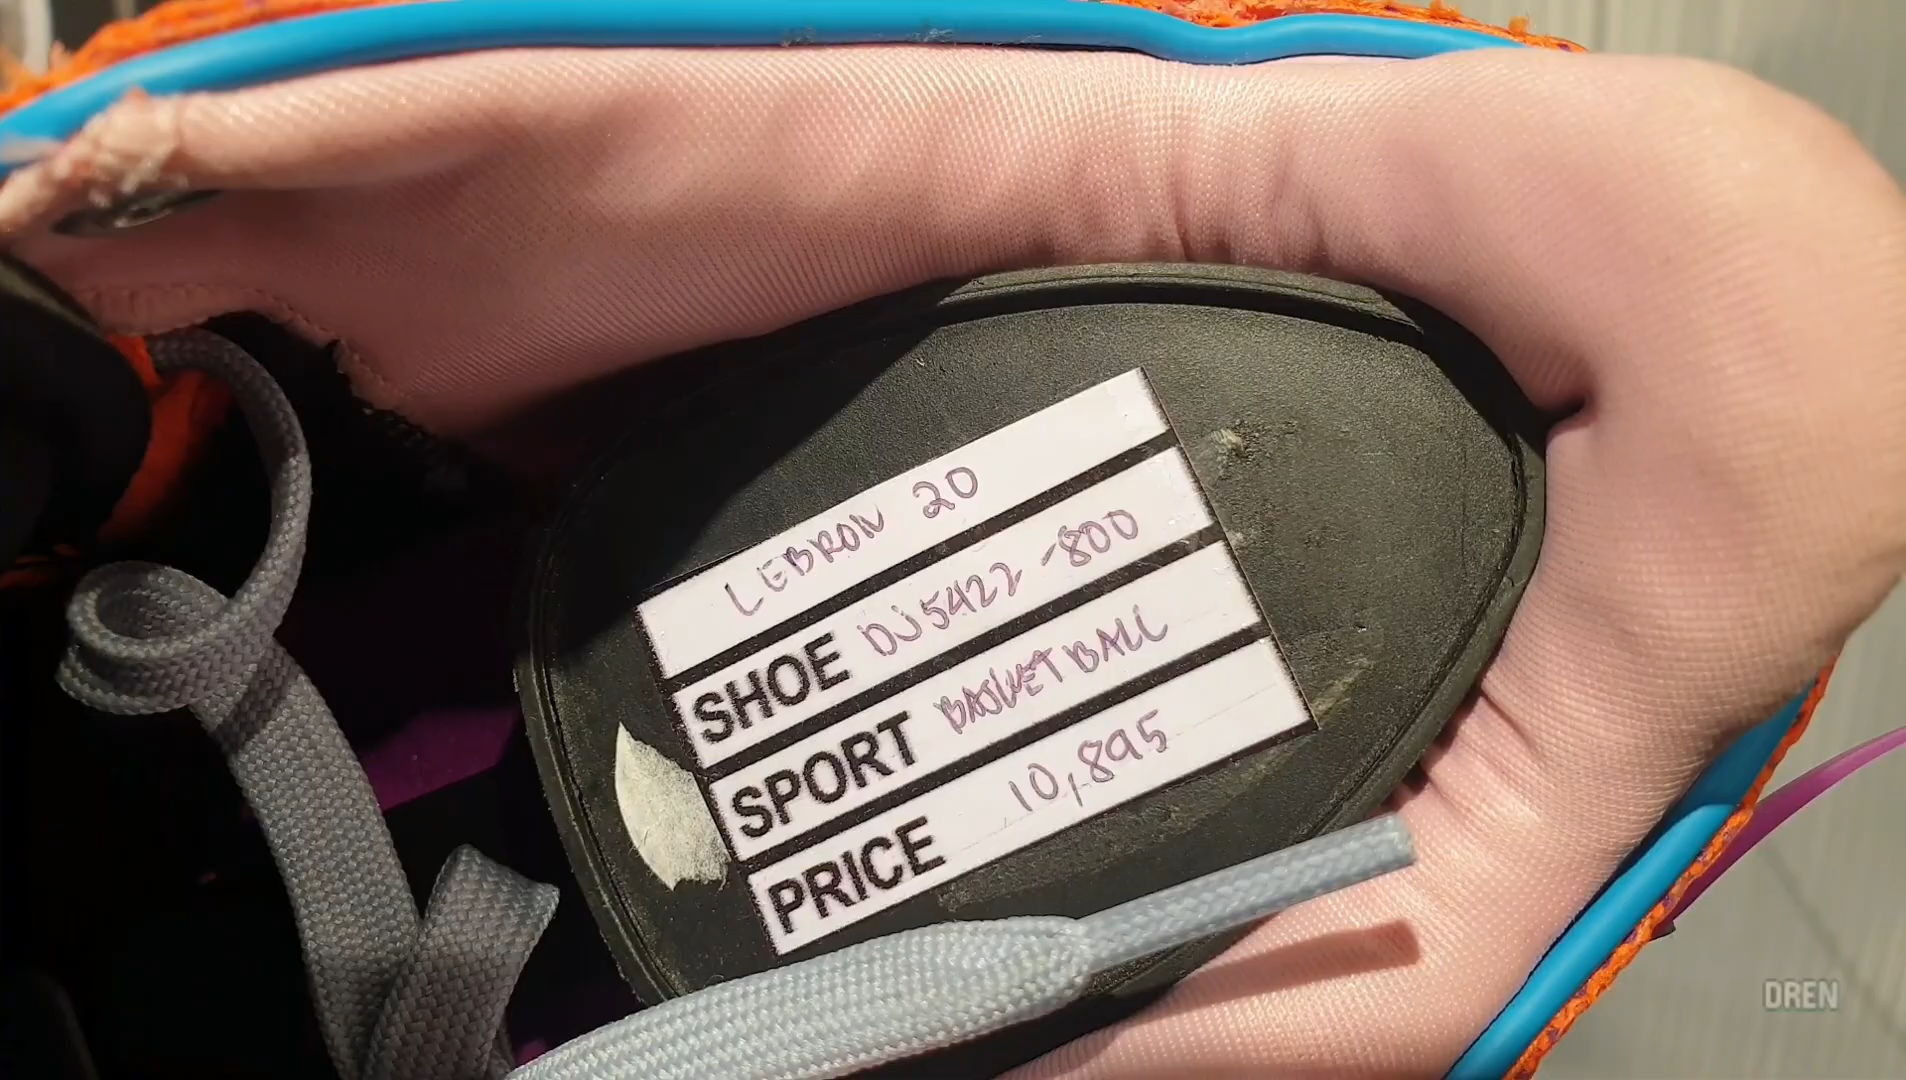 LEBRON 20
SHOE DJ5422-800
SPORT BASKETBALL
PRICE 10,895
DREN